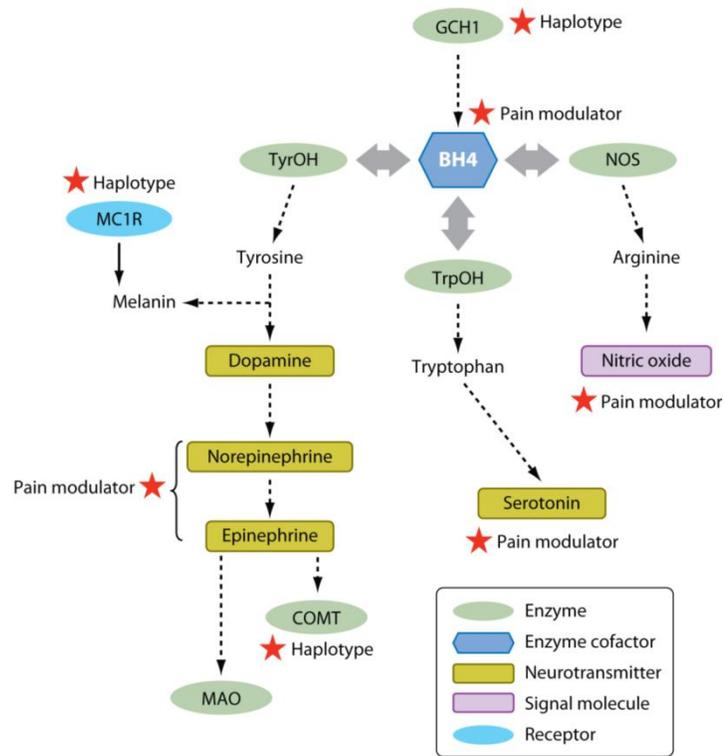 GCH1
Haplotype
Pain modulator
TyrOH
BH4
NOS
Haplotype
MC1R
Tyrosine
TrpOH
Arginine
Melanin
Dopamine
Tryptophan
Nitric oxide
Pain modulator
Norepinephrine
Pain modulator
Serotonin
Epinephrine
Pain modulator
COMT
Haplotype
MAO
Enzyme
Enzyme cofactor
Neurotransmitter
Signal molecule
Receptor